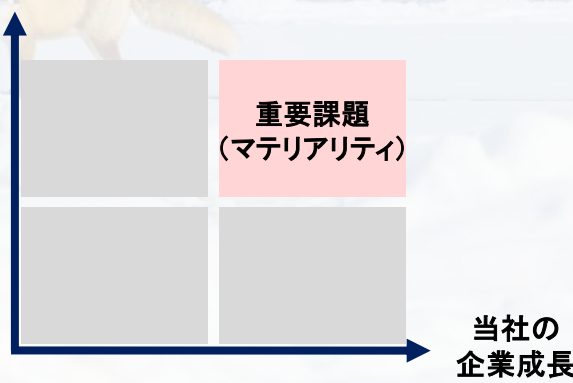 重要課題
（マテリアリティ）
当社の
企業成長